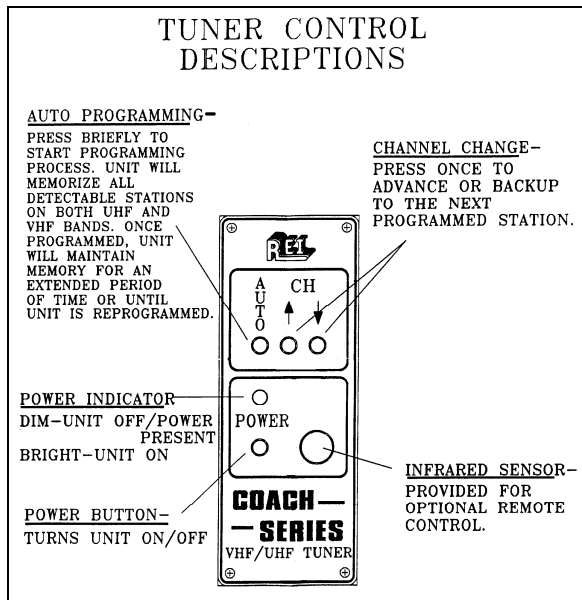 TUNER CONTROL
DESCRIPTIONS
AUTO PROGRAMMING-
PRESS BRIEFLY TO
START PROGRAMMING
PROCESS. UNIT WILL
MEMORIZE ALL
DETECTABLE STATIONS
ON BOTH UHF AND
VHF BANDS. ONCE
PROGRAMMED, UNIT
WILL MAINTAIN
MEMORY FOR AN
EXTENDED PERIOD
OF TIME OR UNTIL
UNIT IS REPROGRAMMED.
CHANNEL CHANGE-
PRESS ONCE TO
ADVANCE OR BACKUP
TO THE NEXT
PROGRAMMED STATION.
REI
AUTO
CH
POWER INDICATOR
DIM-UNIT OFF/POWER
PRESENT
BRIGHT-UNIT ON
POWER
POWER BUTTON-
TURNS UNIT ON/OFF
INFRARED SENSOR-
PROVIDED FOR
OPTIONAL REMOTE
CONTROL.
COACH-
-SERIES
VHF/UHF TUNER